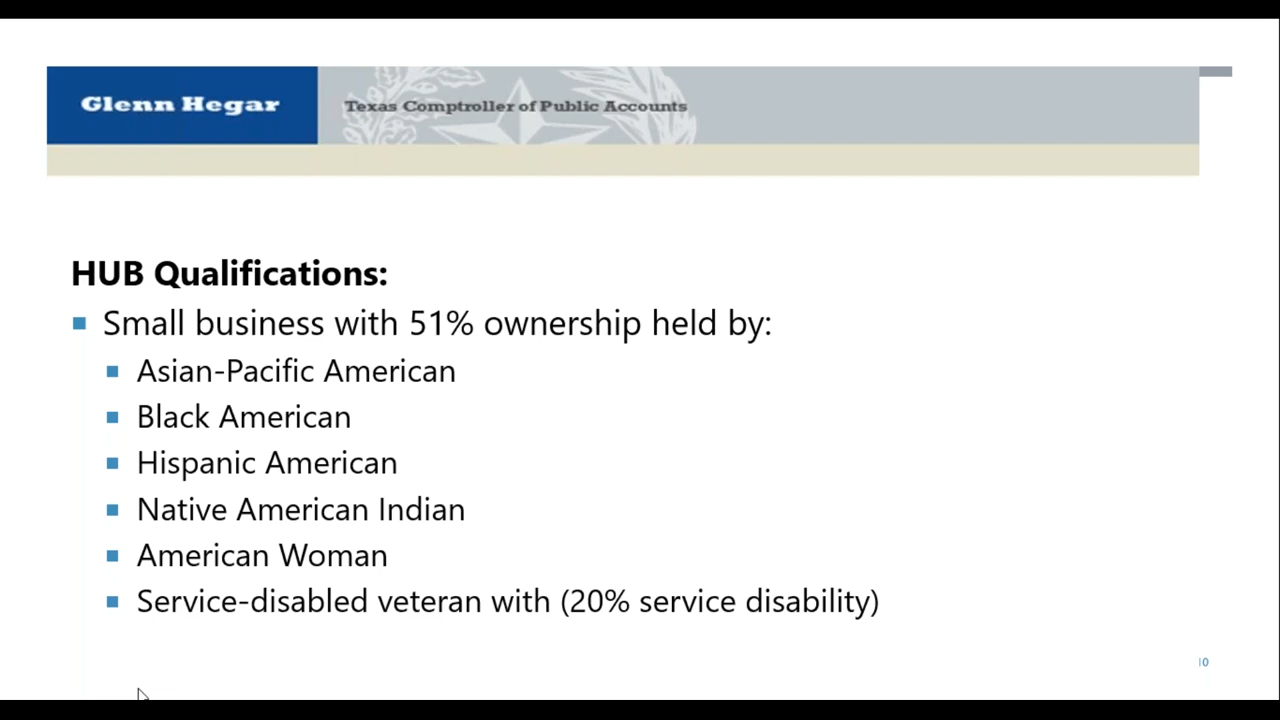 Glenn Hegar
Texas Comptroller of Public Accounts
HUB Qualifications:
Small business with 51% ownership held by:
Asian-Pacific American
Black American
Hispanic American
Native American Indian
American Woman
Service-disabled veteran with (20% service disability)
10